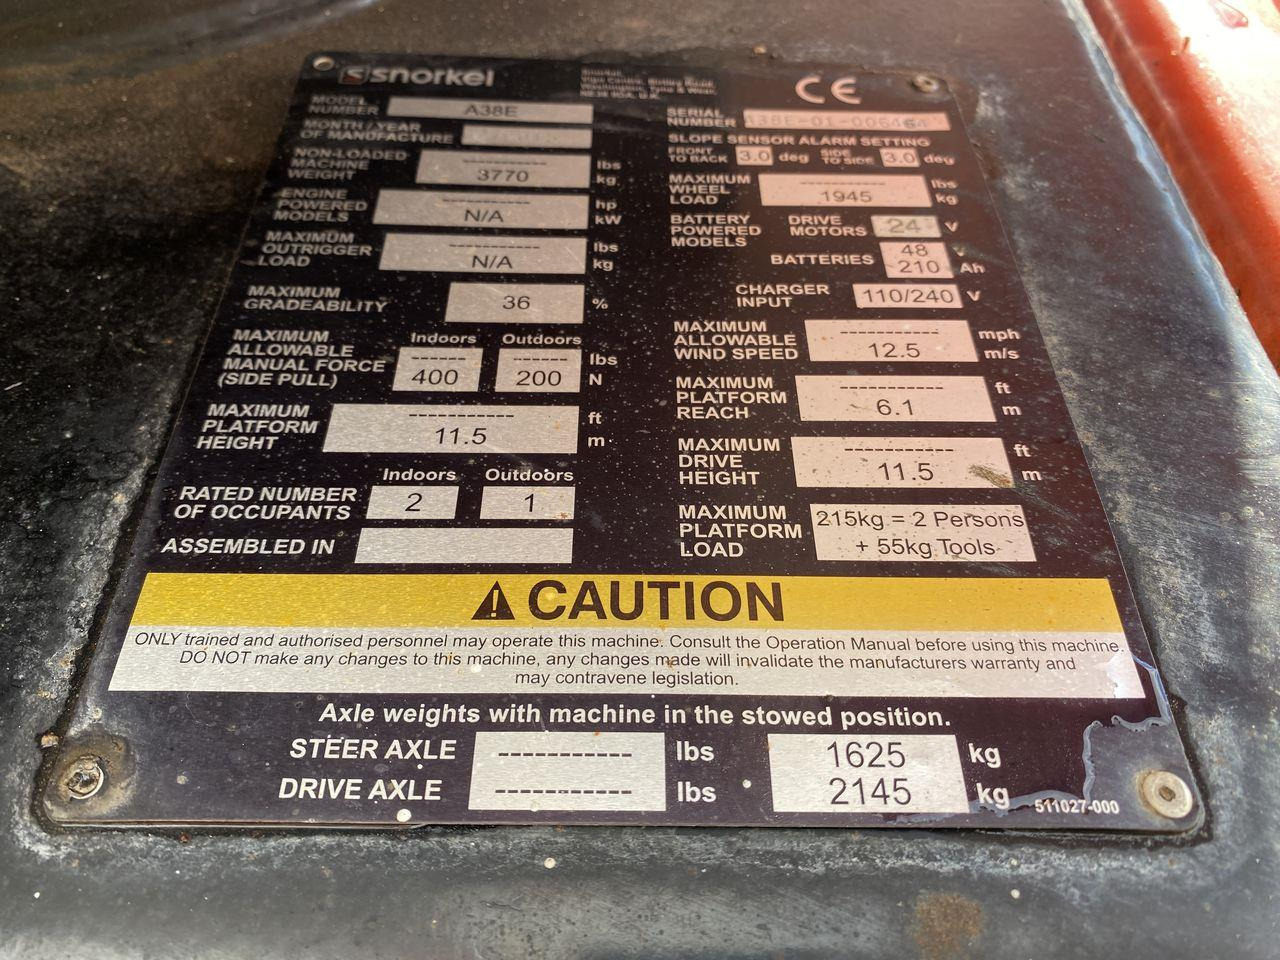 snorkel
Snorkel,
Vigo Centre, Birtley Road,
Washington, Tyne & Wear,
CE
MODEL
NUMBER A38E
MONTH/YEAR
OF MANUFACTURE
NON-LOADED
MACHINE
WEIGHT
----------- lbs
3770 kg
ENGINE
POWERED
MODELS
----------- hp
N/A kW
MAXIMUM
OUTRIGGER
LOAD
----------- lbs
N/A kg
MAXIMUM
GRADEABILITY 36 %
MAXIMUM
ALLOWABLE
MANUAL FORCE
(SIDE PULL)
Indoors Outdoors
------ ------ lbs
400 200 N
MAXIMUM
PLATFORM
HEIGHT
----------- ft
11.5 m
Indoors Outdoors
RATED NUMBER
OF OCCUPANTS 2 1
ASSEMBLED IN
SERIAL
NUMBER
SLOPE SENSOR ALARM SETTING
FRONT
TO BACK 3.0 deg SIDE
TO SIDE 3.0 deg
MAXIMUM
WHEEL
LOAD
----------- lbs
1945 kg
BATTERY
POWERED
MODELS
DRIVE
MOTORS 24 V
BATTERIES 48 V
210 Ah
CHARGER
INPUT 110/240 V
MAXIMUM
ALLOWABLE
WIND SPEED
----------- mph
12.5 m/s
MAXIMUM
PLATFORM
REACH
----------- ft
6.1 m
MAXIMUM
DRIVE
HEIGHT
----------- ft
11.5 m
MAXIMUM
PLATFORM
LOAD
215kg = 2 Persons
+ 55kg Tools
CAUTION
ONLY trained and authorised personnel may operate this machine. Consult the Operation Manual before using this machine.
DO NOT make any changes to this machine, any changes made will invalidate the manufacturers warranty and
may contravene legislation.
Axle weights with machine in the stowed position.
STEER AXLE ----------- lbs 1625 kg
DRIVE AXLE ----------- lbs 2145 kg
511027-000